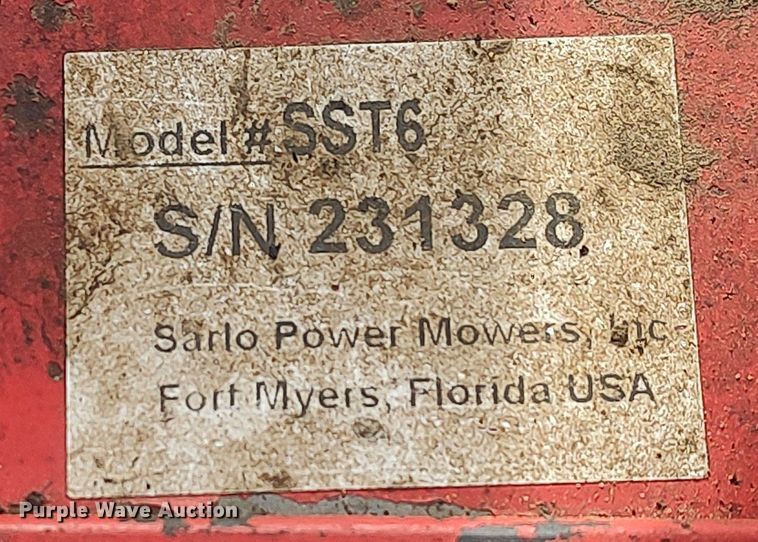 Model # SST6
S/N 231328
Sarlo Power Mowers, Inc.
Fort Myers, Florida USA
Purple Wave Auction